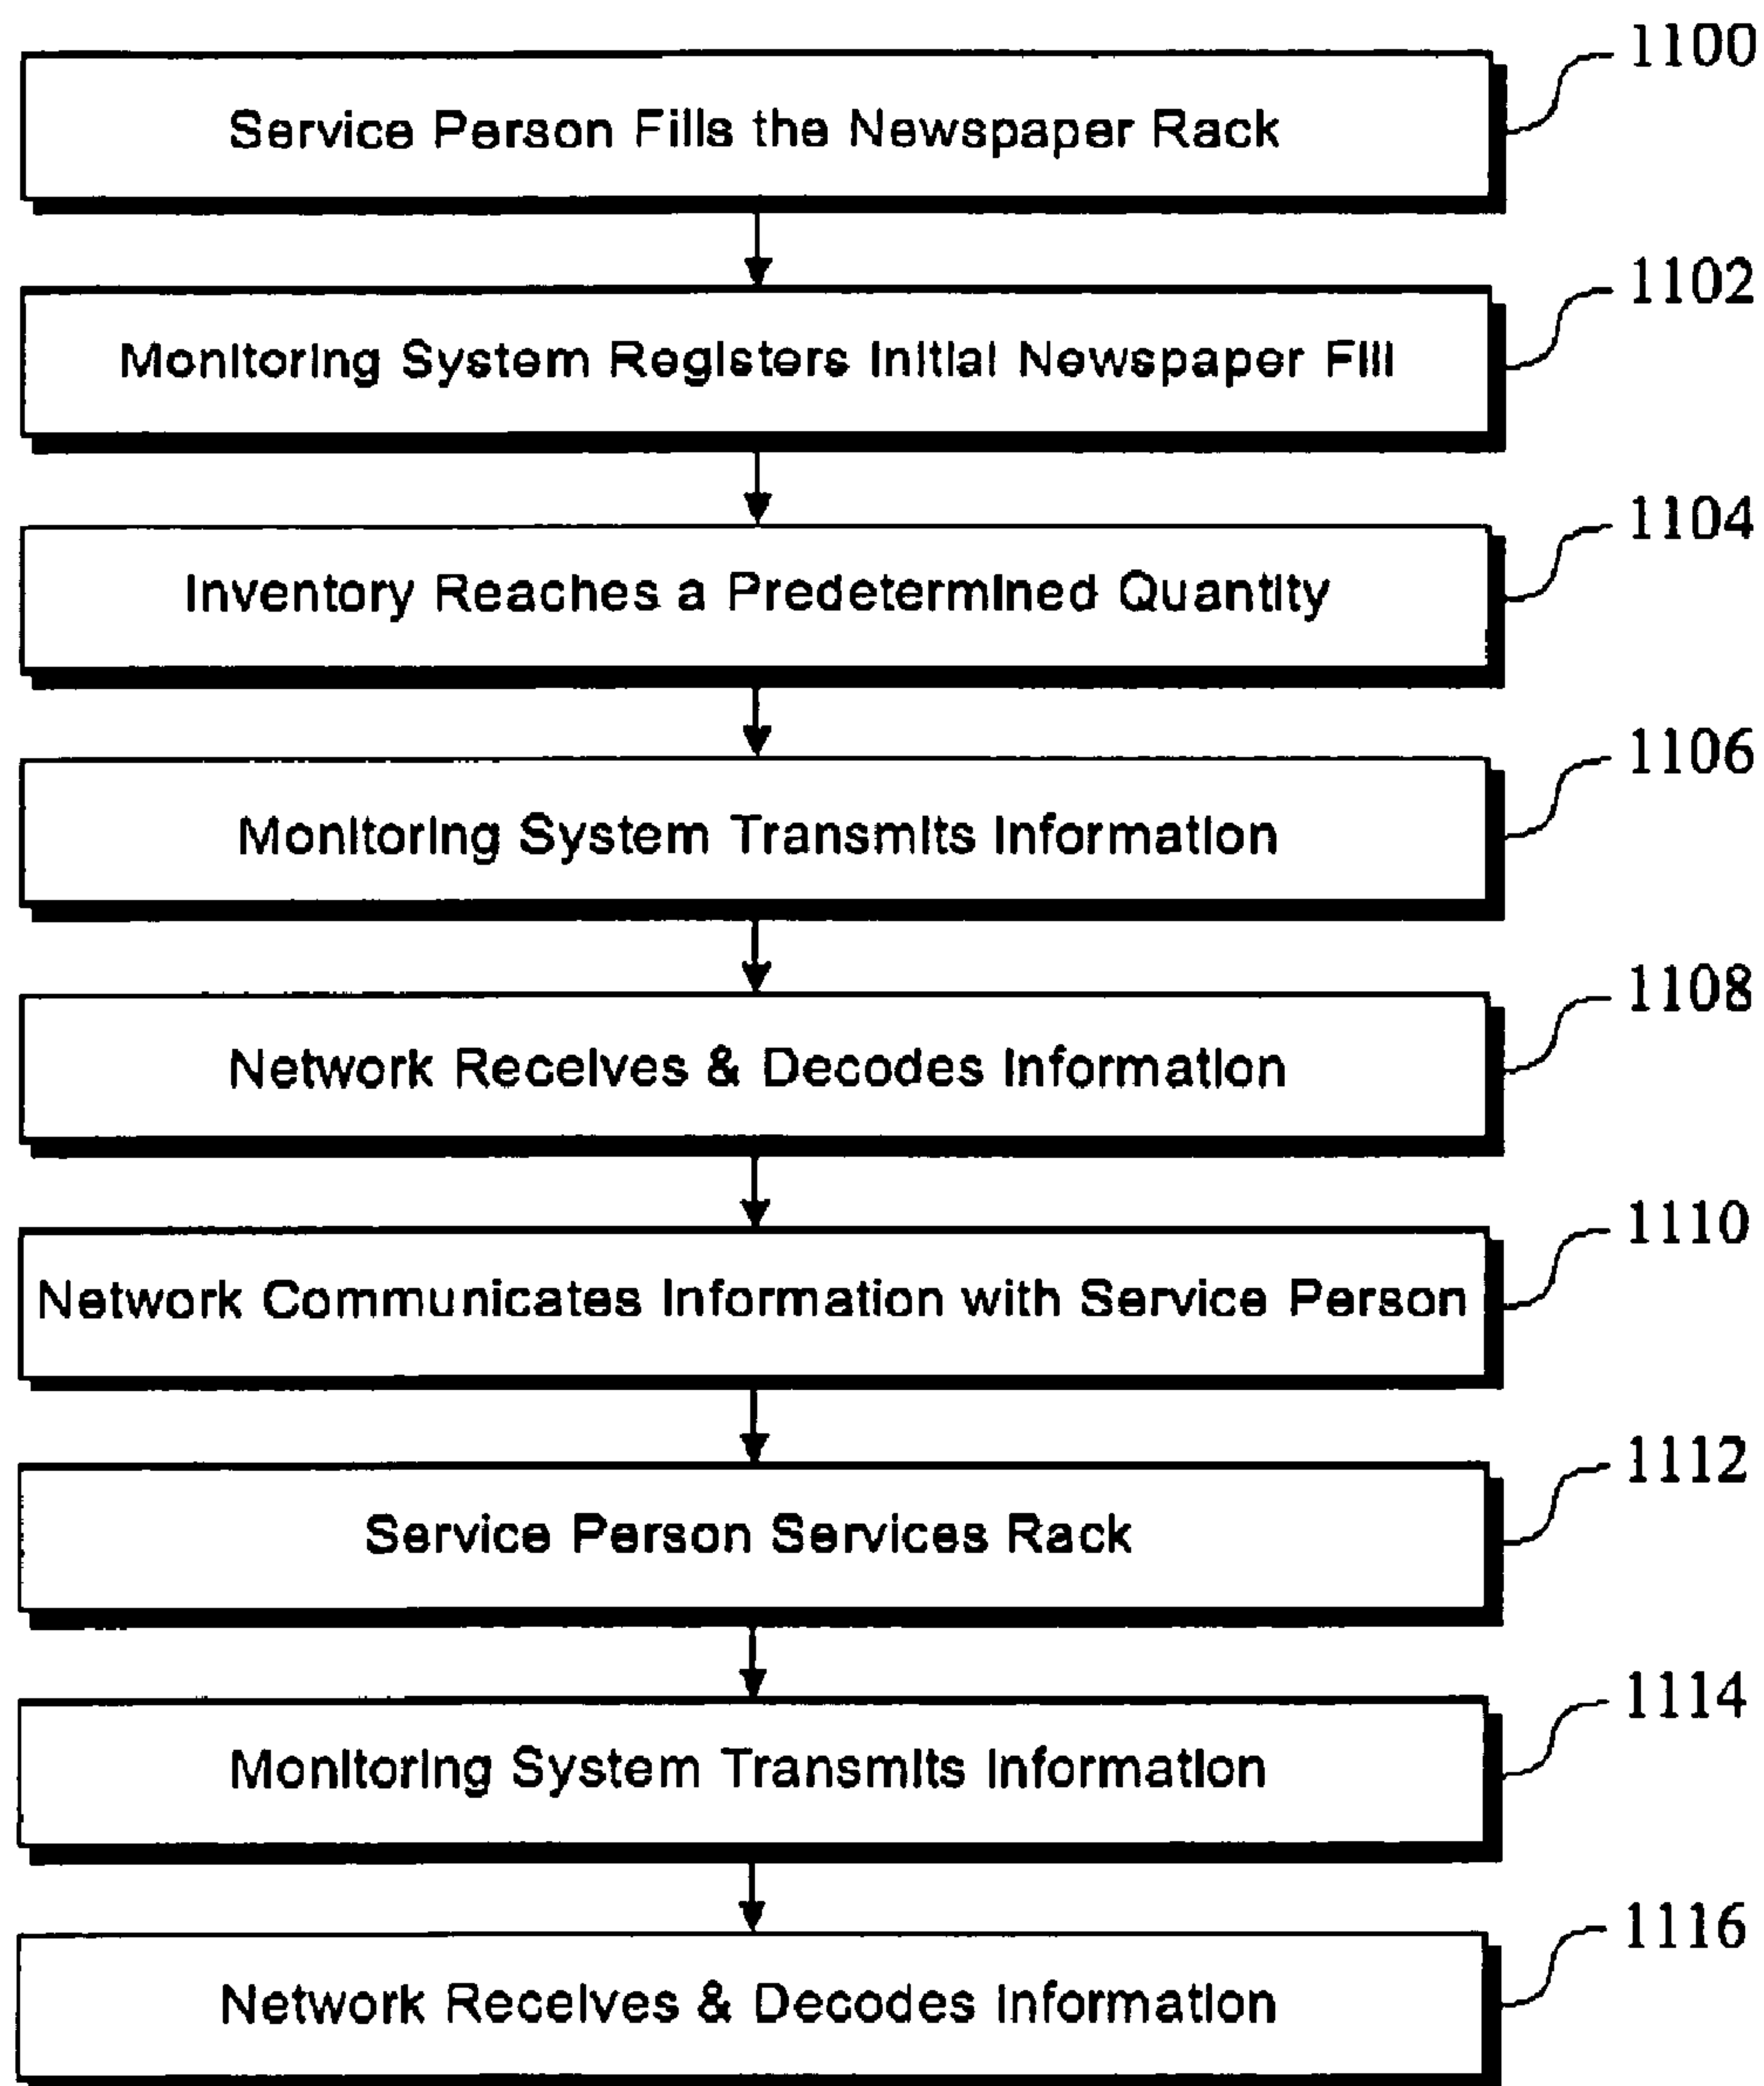 1100
Service Person Fills the Newspaper Rack
1102
Monitoring System Registers Initial Newspaper Fill
1104
Inventory Reaches a Predetermined Quantity
1106
Monitoring System Transmits Information
1108
Network Receives & Decodes Information
1110
Network Communicates Information with Service Person
1112
Service Person Services Rack
1114
Monitoring System Transmits Information
1116
Network Receives & Decodes Information